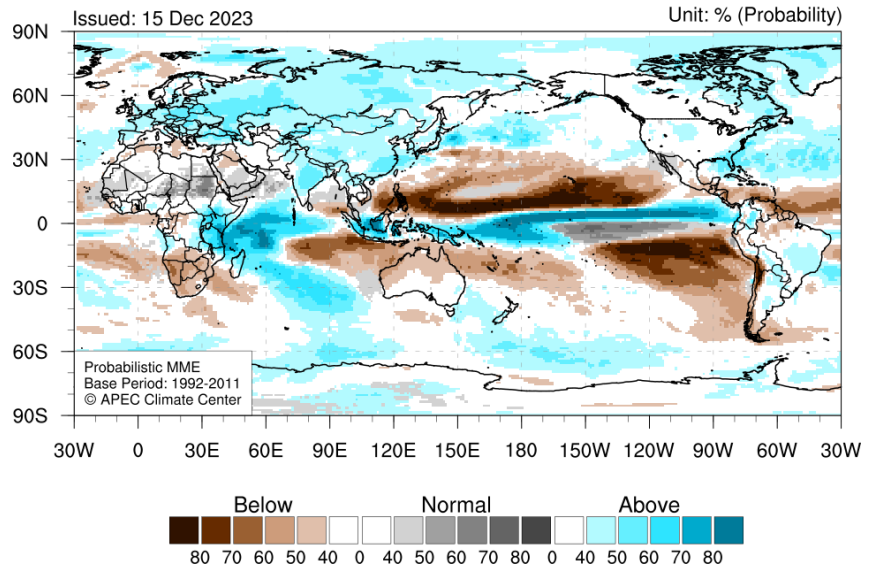 Issued: 15 Dec 2023 Unit: % (Probability)
90N
60N
30N
0
30S
60S
90S
Probabilistic MME
Base Period: 1992-2011
© APEC Climate Center
30W 0 30E 60E 90E 120E 150E 180 150W 120W 90W 60W 30W
Below Normal Above
80 70 60 50 40 0 40 50 60 70 80 0 40 50 60 70 80